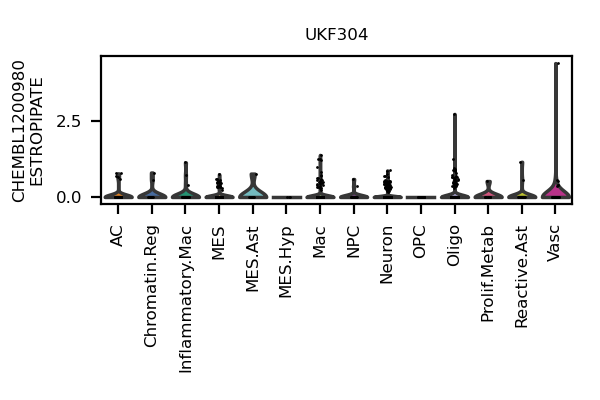 UKF304
CHEMBL1200980
ESTROPIPATE
2.5
0.0
AC
Chromatin.Reg
Inflammatory.Mac
MES
MES.Ast
MES.Hyp
Mac
NPC
Neuron
OPC
Oligo
Prolif.Metab
Reactive.Ast
Vasc